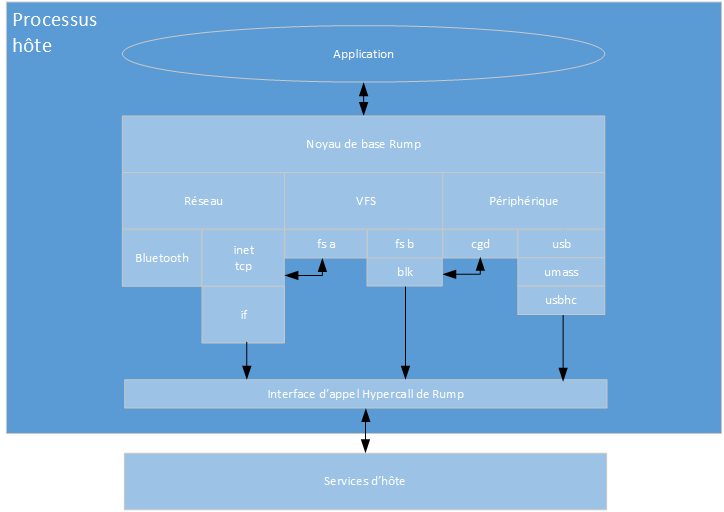 Processus
hôte
Application
Noyau de base Rump
Réseau
VFS
Périphérique
Bluetooth
inet
tcp
fs a
fs b
cgd
usb
blk
umass
usbhc
if
Interface d'appel Hypercall de Rump
Services d'hôte